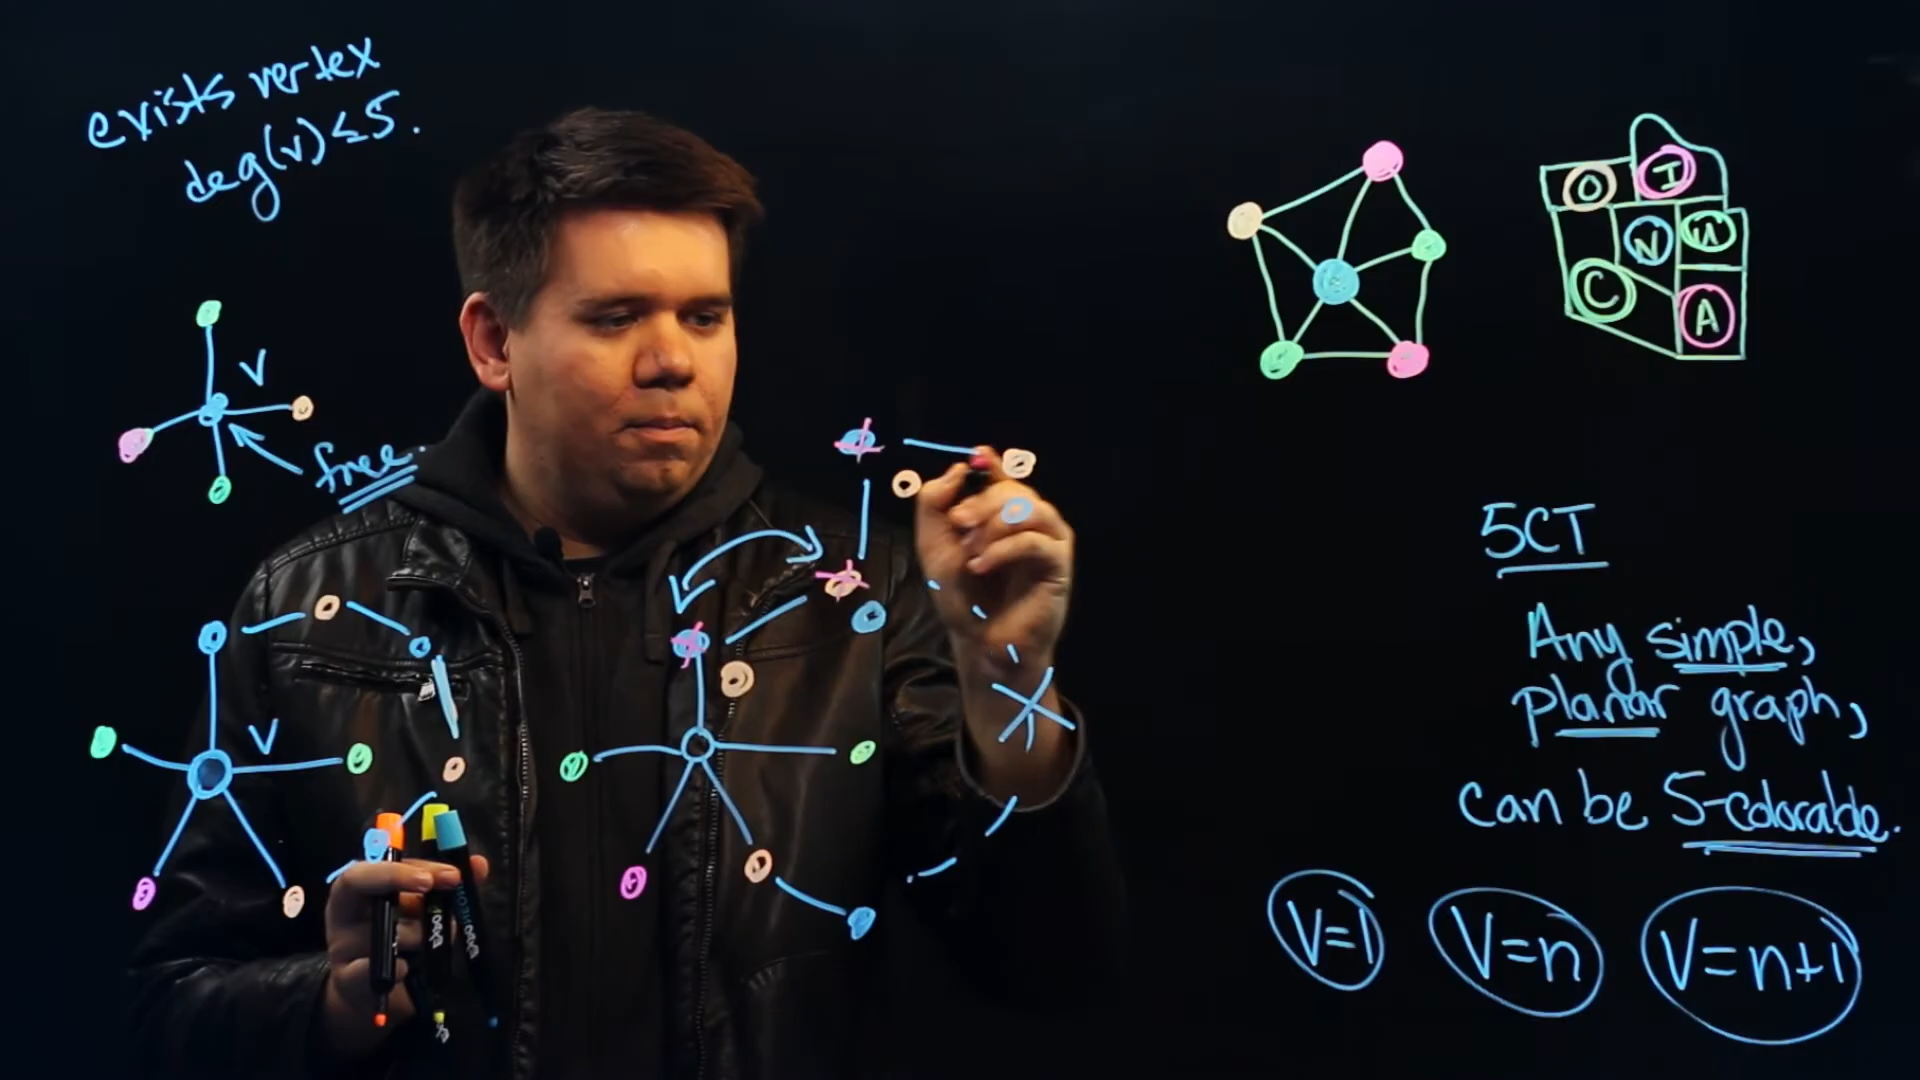 exists vertex
deg(v) ≤ 5.
O
I
N
U
C
A
V
free.
V
5CT
Any simple,
planar graph,
can be 5-colorable.
V=1
V=n
V=n+1